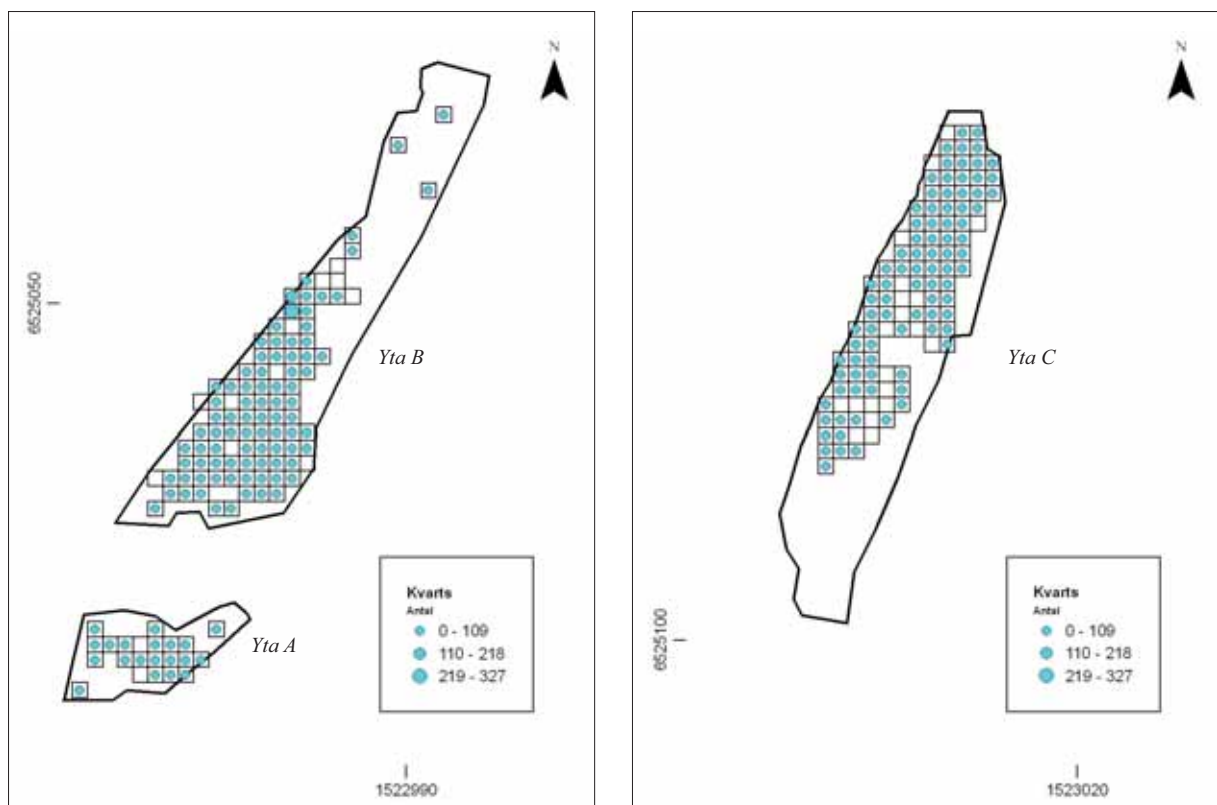 N
6525050
Yta B
Yta A
Kvarts
Antal
0 - 109
110 - 218
219 - 327
1522990
N
Yta C
6525100
Kvarts
Antal
0 - 109
110 - 218
219 - 327
1523020